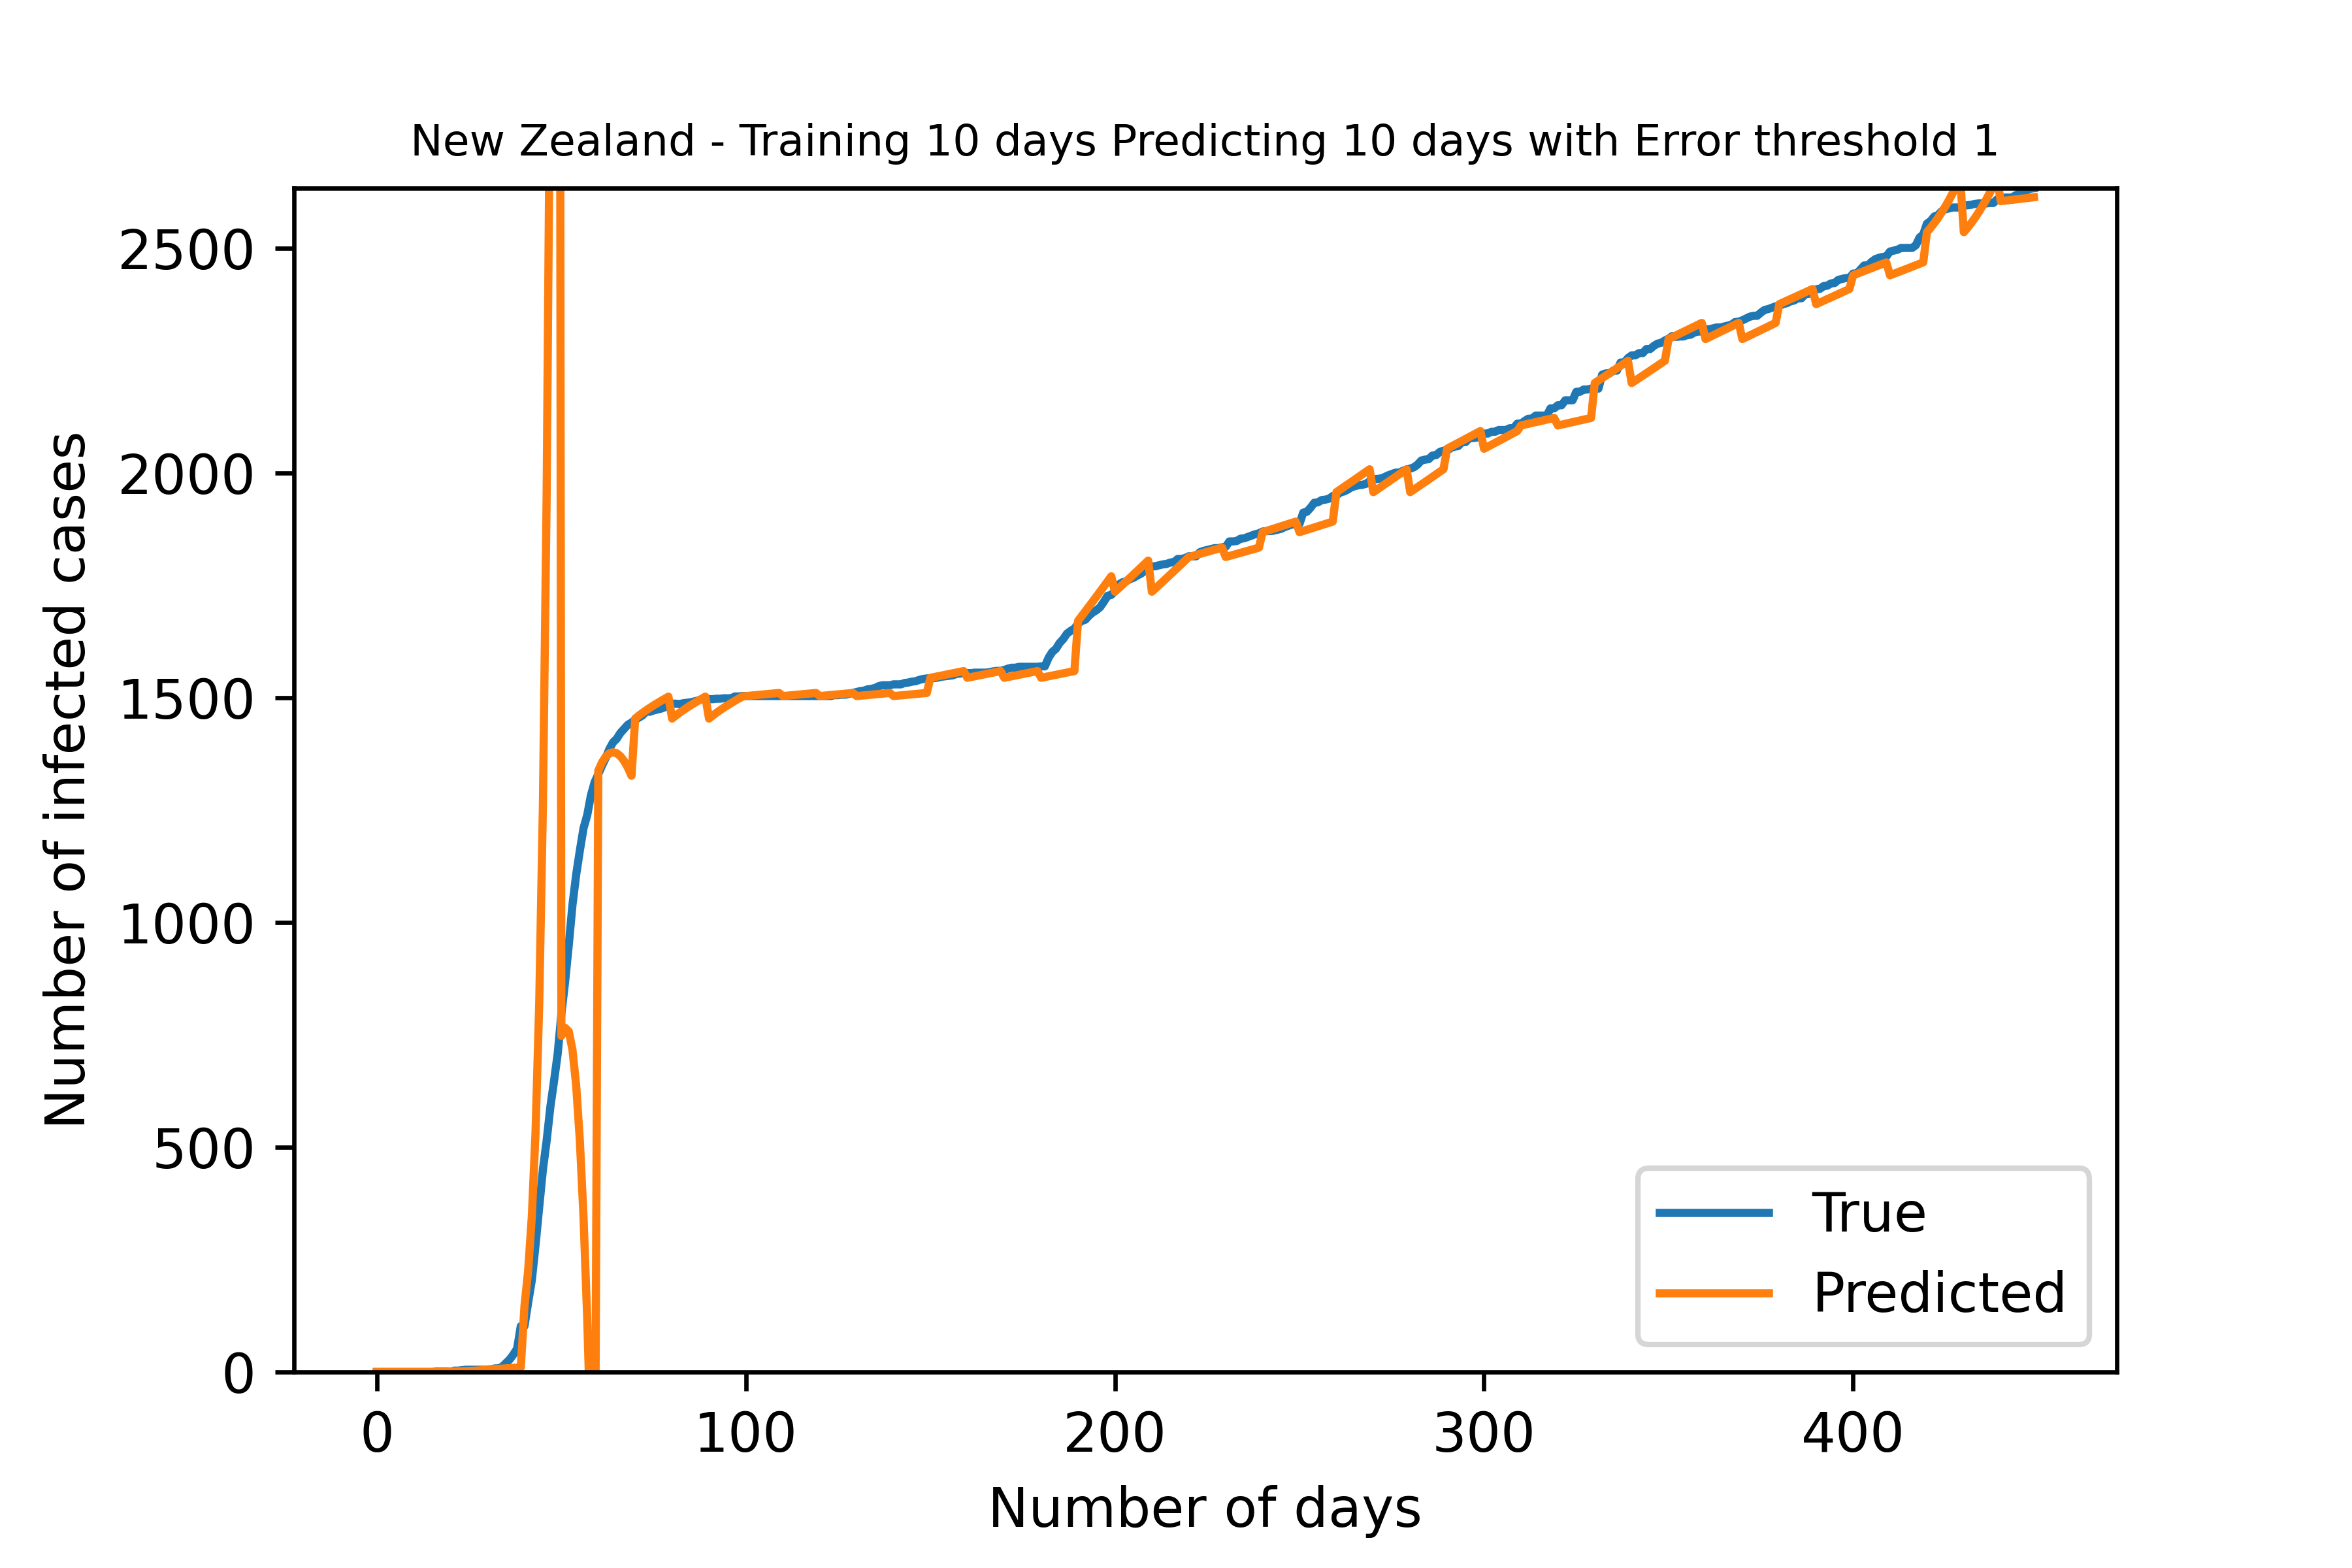 New Zealand - Training 10 days Predicting 10 days with Error threshold 1
Number of infected cases
2500
2000
1500
1000
500
0
0 100 200 300 400
Number of days
True
Predicted